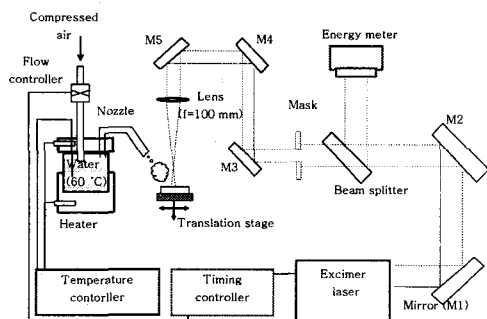 Compressed
air
Flow
controller
Nozzle
Water
(60 ℃)
Heater
M5
M4
Lens
(f=100 mm)
M3
Mask
Energy meter
M2
Beam splitter
Translation stage
Temperature
contorller
Timing
controller
Excimer
laser
Mirror (M1)